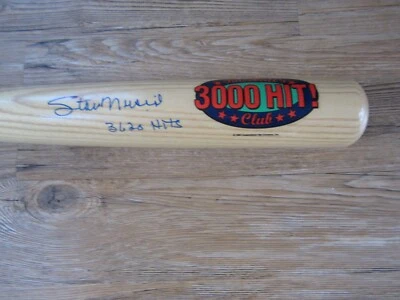 Stan Musial
3630 Hits
3000 HIT!
Club